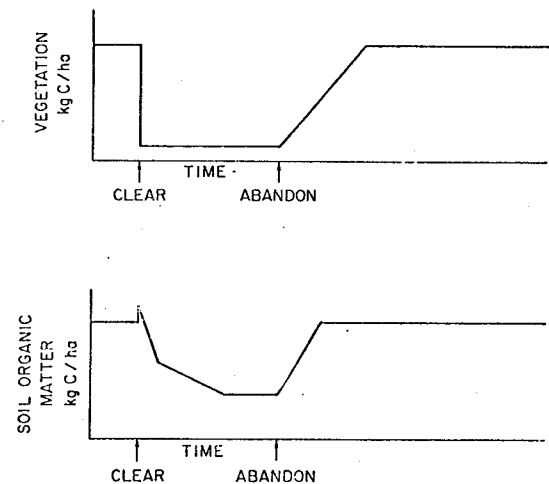 VEGETATION
kg C/ha
TIME
CLEAR
ABANDON
SOIL ORGANIC
MATTER
kg C/ha
TIME
CLEAR
ABANDON